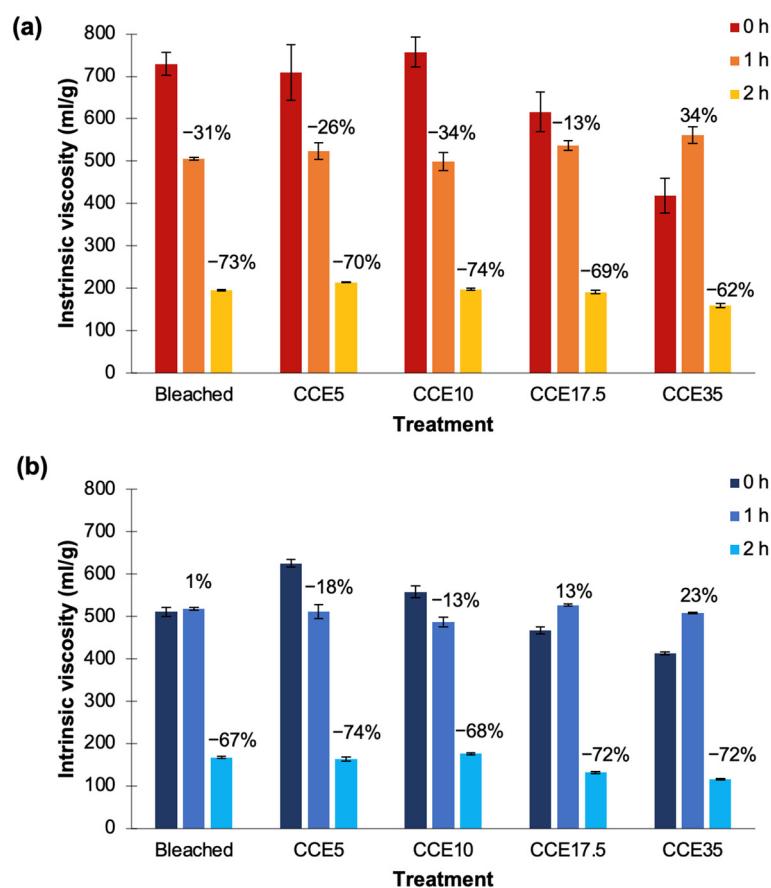 (a)
800
700
600
500
400
300
200
100
0
Instrinsic viscosity (ml/g)
0 h
1 h
2 h
−31%
−73%
−26%
−70%
−34%
−74%
−13%
−69%
34%
−62%
Bleached CCE5 CCE10 CCE17.5 CCE35
Treatment
(b)
800
700
600
500
400
300
200
100
0
Intrinsic viscosity (ml/g)
0 h
1 h
2 h
1%
−67%
−18%
−74%
−13%
−68%
13%
−72%
23%
−72%
Bleached CCE5 CCE10 CCE17.5 CCE35
Treatment